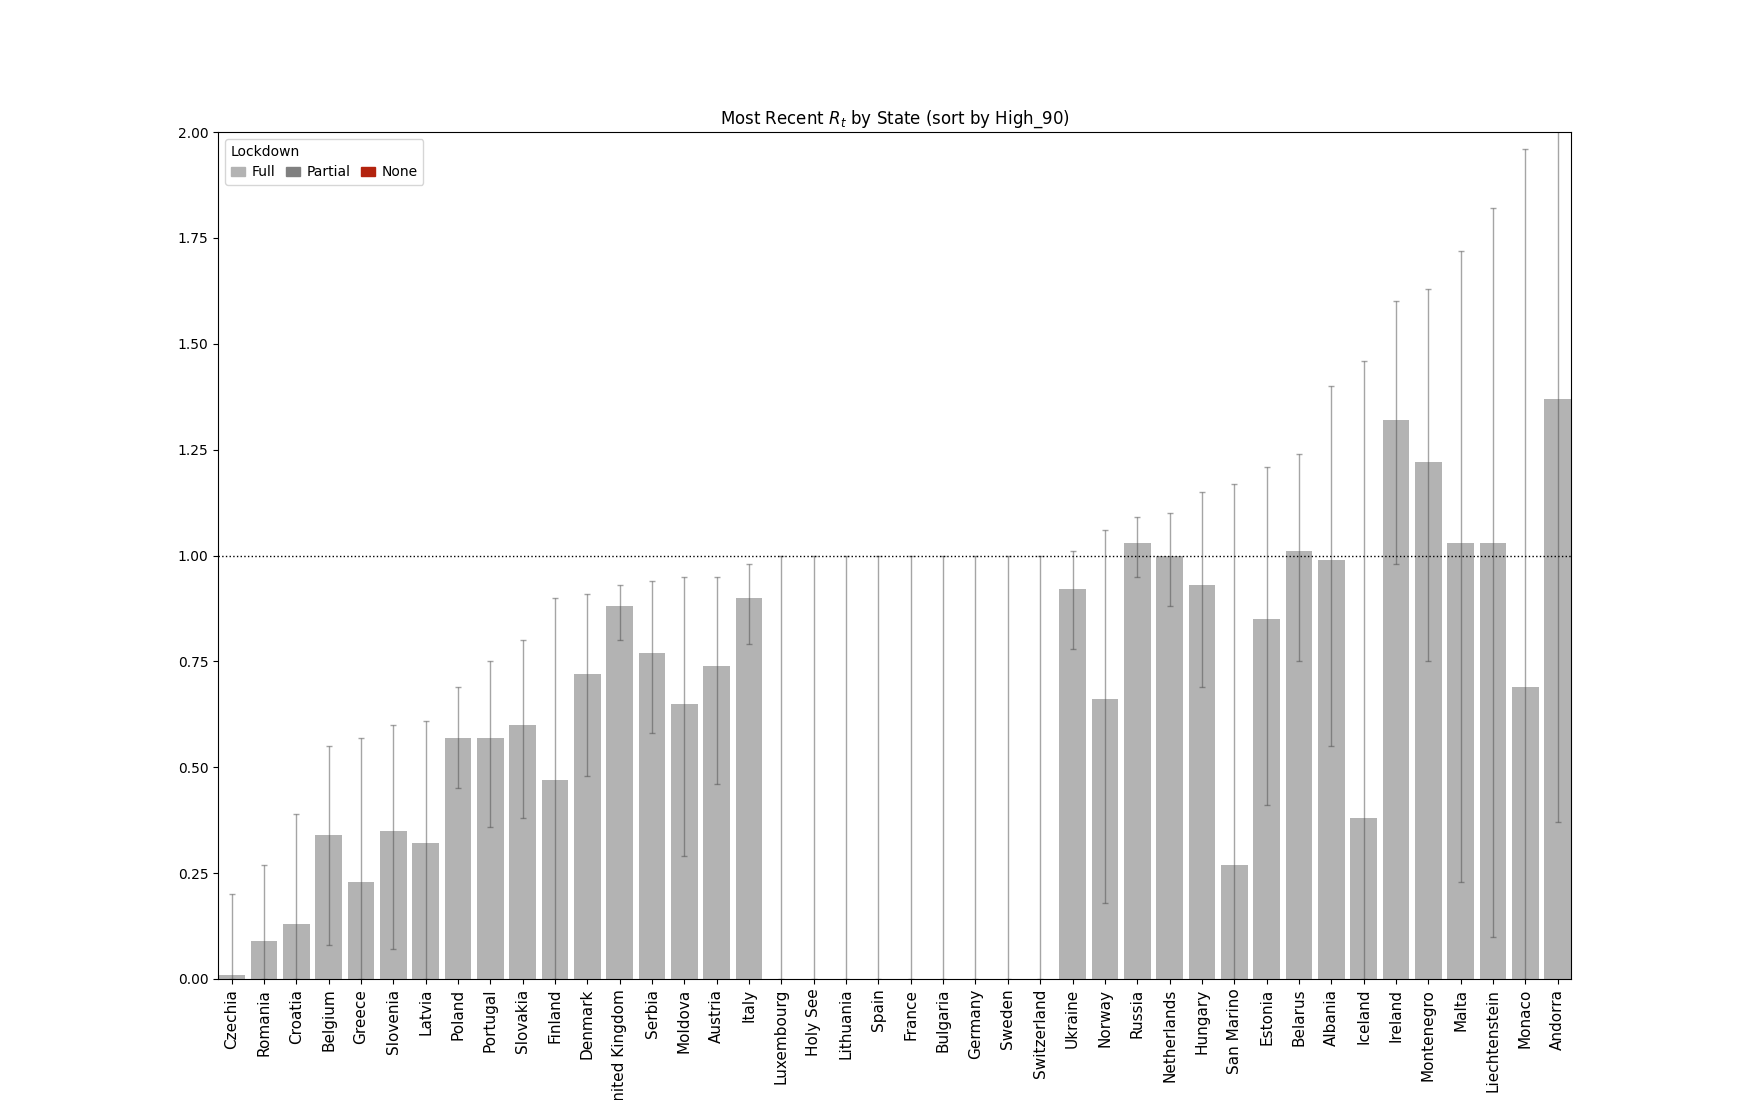 Most Recent R_t by State (sort by High_90)
2.00
Lockdown
Full Partial None
1.75
1.50
1.25
1.00
0.75
0.50
0.25
0.00
Czechia
Romania
Croatia
Belgium
Greece
Slovenia
Latvia
Poland
Portugal
Slovakia
Finland
Denmark
nited Kingdom
Serbia
Moldova
Austria
Italy
Luxembourg
Holy See
Lithuania
Spain
France
Bulgaria
Germany
Sweden
Switzerland
Ukraine
Norway
Russia
Netherlands
Hungary
San Marino
Estonia
Belarus
Albania
Iceland
Ireland
Montenegro
Malta
Liechtenstein
Monaco
Andorra